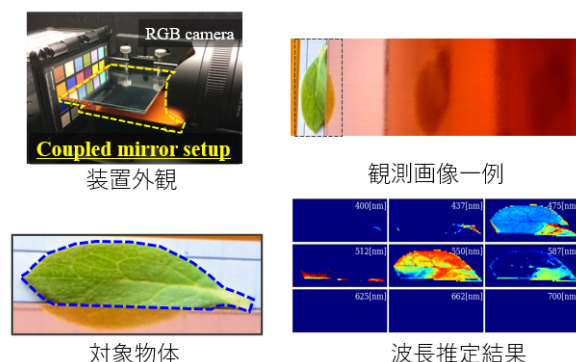 RGB camera
Coupled mirror setup
装置外観
観測画像一例
対象物体
400[nm] 437[nm] 475[nm]
512[nm] 550[nm] 587[nm]
625[nm] 662[nm] 700[nm]
波長推定結果